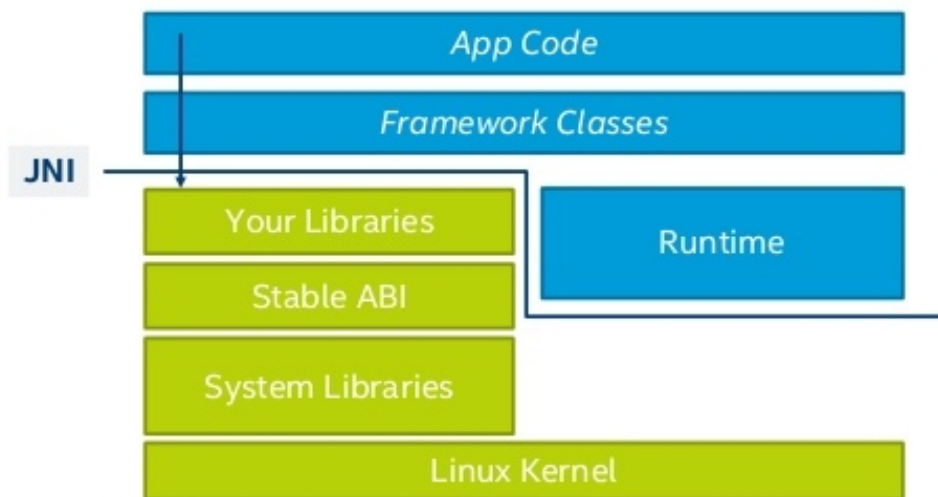 App Code
Framework Classes
JNI
Your Libraries
Runtime
Stable ABI
System Libraries
Linux Kernel